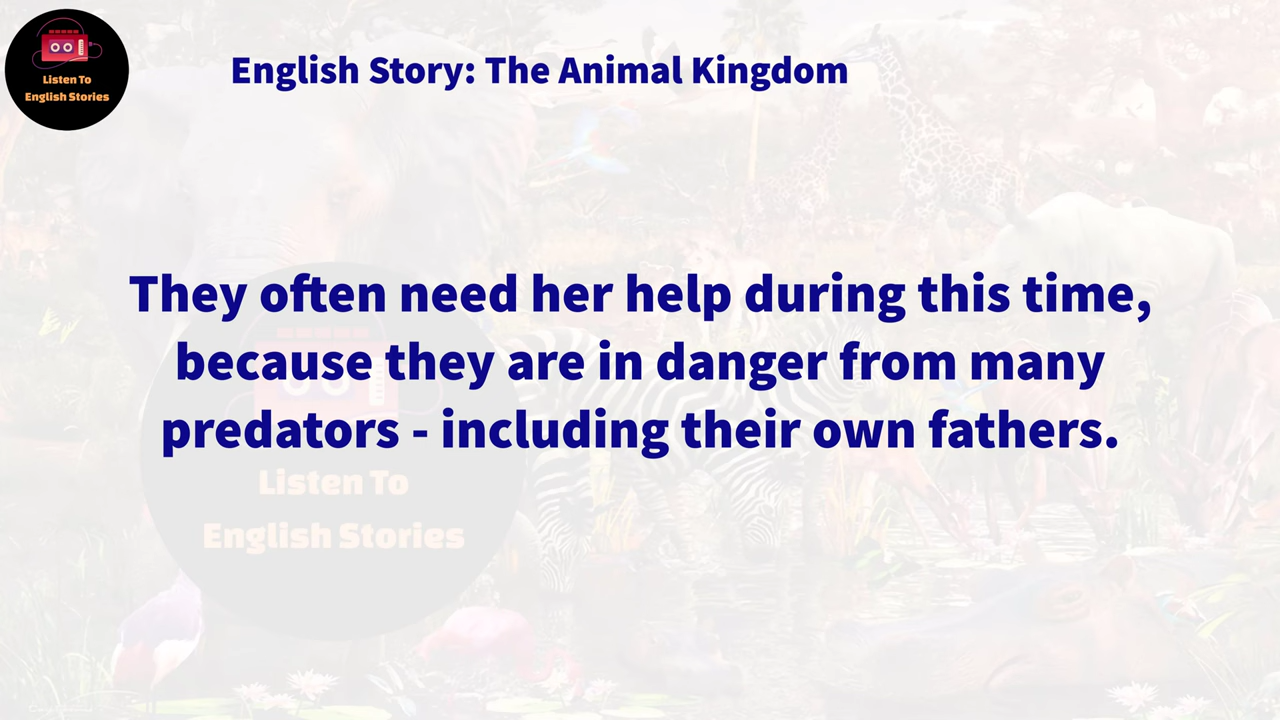 Listen To
English Stories
English Story: The Animal Kingdom
They often need her help during this time,
because they are in danger from many
predators - including their own fathers.
Listen To
English Stories